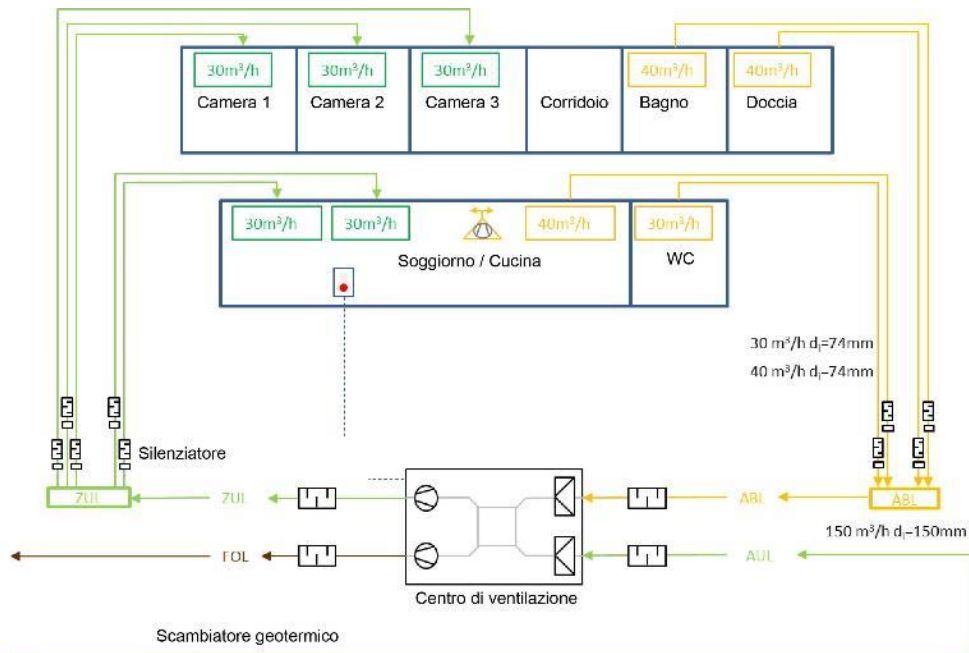 30m³/h 30m³/h 30m³/h 40m³/h 40m³/h
Camera 1 Camera 2 Camera 3 Corridoio Bagno Doccia
30m³/h 30m³/h 40m³/h 30m³/h
Soggiorno / Cucina WC
30 m³/h dᵢ=74mm
40 m³/h dᵢ=74mm
Silenziatore
ZUL ZUL ABL ABL
150 m³/h dᵢ=150mm
FOL AUL
Centro di ventilazione
Scambiatore geotermico